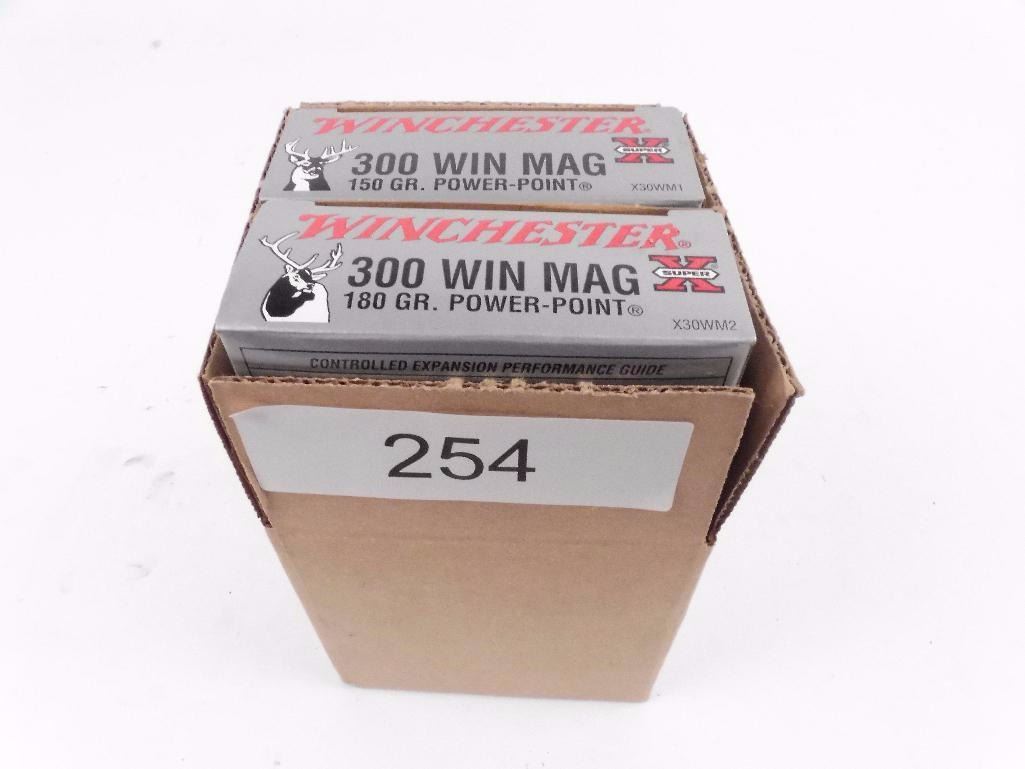 WINCHESTER®
300 WIN MAG
SUPER X
150 GR. POWER-POINT®
X30WM1
WINCHESTER®
300 WIN MAG
SUPER X®
180 GR. POWER-POINT®
X30WM2
CONTROLLED EXPANSION PERFORMANCE GUIDE
254